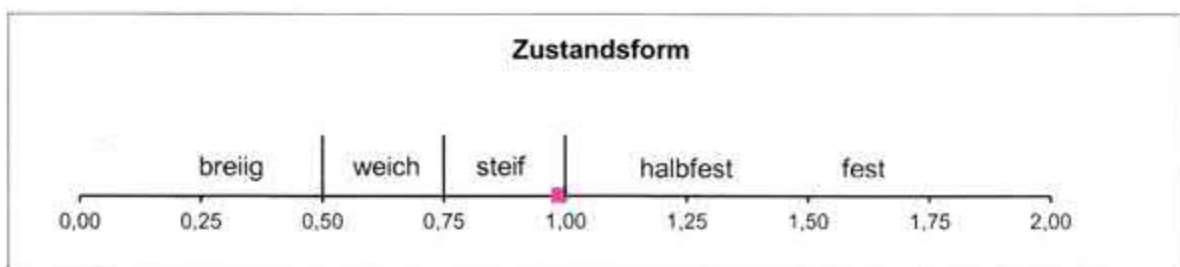 Zustandsform
breiig weich steif halbfest fest
0,00 0,25 0,50 0,75 1,00 1,25 1,50 1,75 2,00